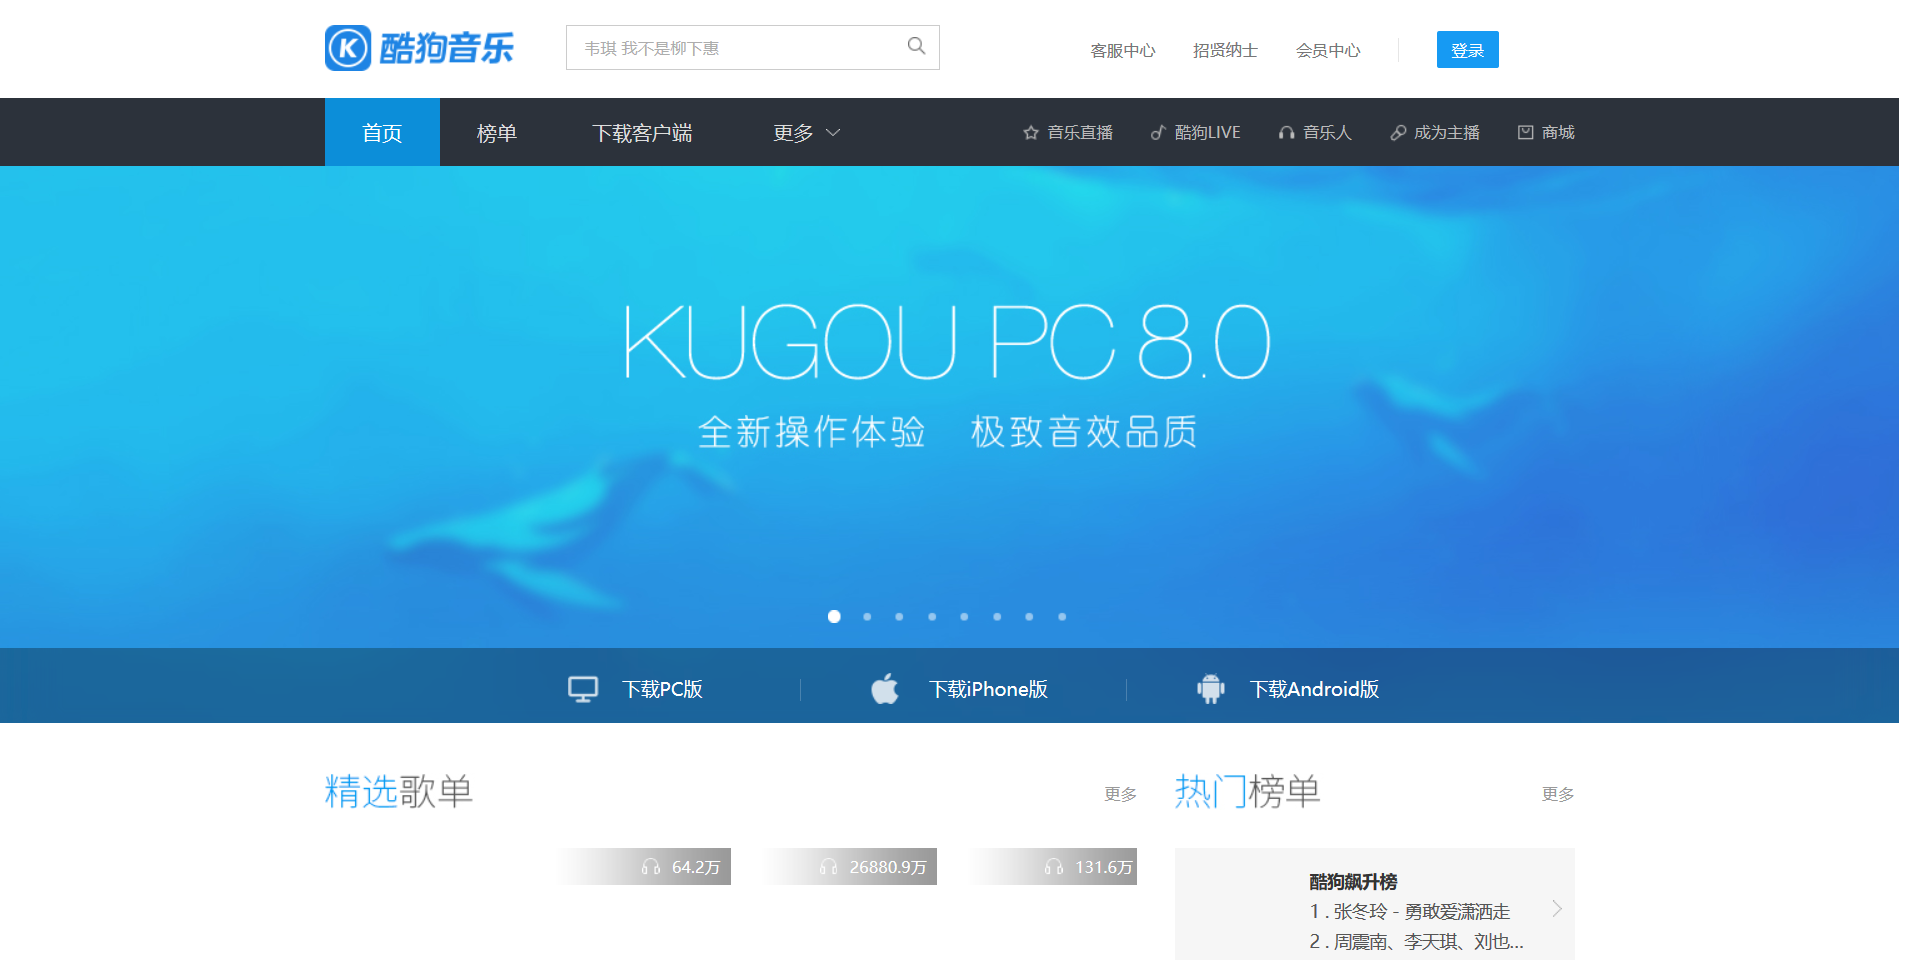 酷狗音乐
韦琪 我不是柳下惠
客服中心 招贤纳士 会员中心 登录
首页 榜单 下载客户端 更多 音乐直播 酷狗LIVE 音乐人 成为主播 商城
KUGOU PC 8.0
全新操作体验 极致音效品质
下载PC版 下载iPhone版 下载Android版
精选歌单 更多
热门榜单 更多
64.2万 26880.9万 131.6万
酷狗飙升榜
1 . 张冬玲 - 勇敢爱潇洒走
2 . 周震南、李天琪、刘也...